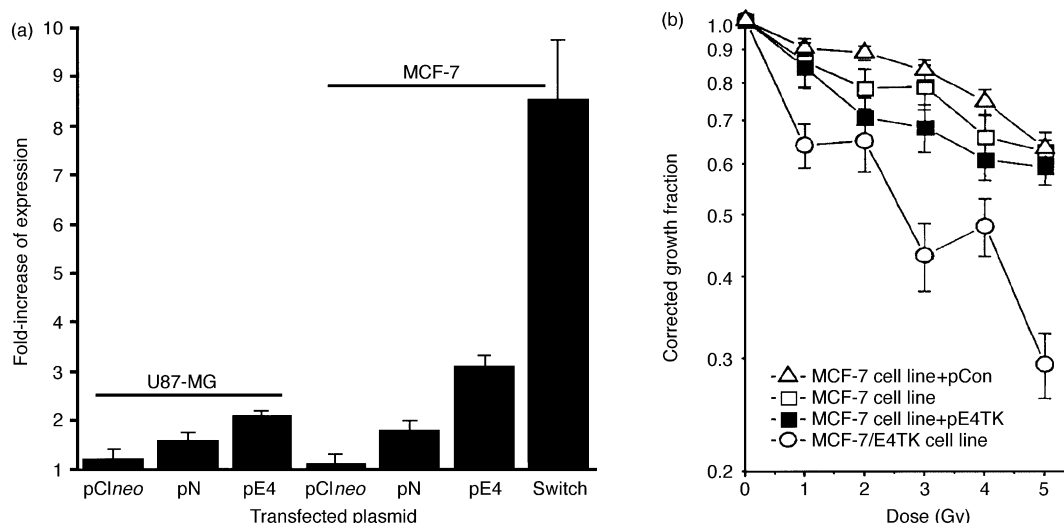 (a)
Fold-increase of expression
10
9
8
7
6
5
4
3
2
1
MCF-7
U87-MG
pCIneo pN pE4 pCIneo pN pE4 Switch
Transfected plasmid
(b)
Corrected growth fraction
1.0
0.9
0.8
0.7
0.6
0.5
0.4
0.3
0.2
MCF-7 cell line+pCon
MCF-7 cell line
MCF-7 cell line+pE4TK
MCF-7/E4TK cell line
0 1 2 3 4 5
Dose (Gy)